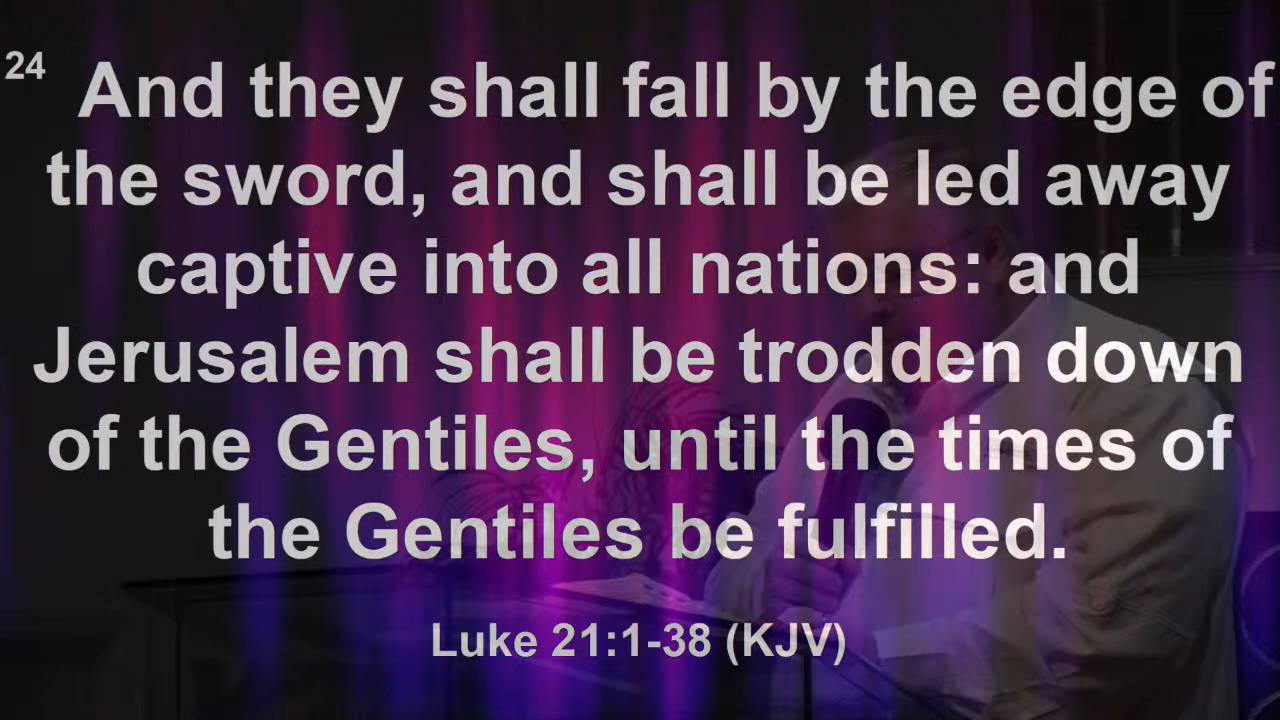 24 And they shall fall by the edge of
the sword, and shall be led away
captive into all nations: and
Jerusalem shall be trodden down
of the Gentiles, until the times of
the Gentiles be fulfilled.
Luke 21:1-38 (KJV)